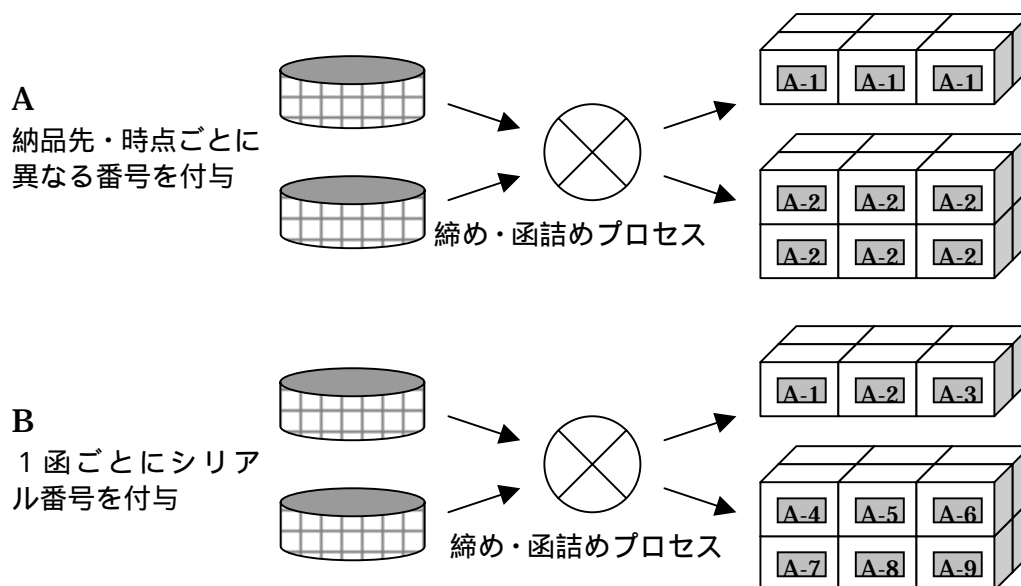 A
納品先・時点ごとに
異なる番号を付与
締め・函詰めプロセス
A-1 A-1 A-1
A-2 A-2 A-2
A-2 A-2 A-2
B
1函ごとにシリア
ル番号を付与
締め・函詰めプロセス
A-1 A-2 A-3
A-4 A-5 A-6
A-7 A-8 A-9